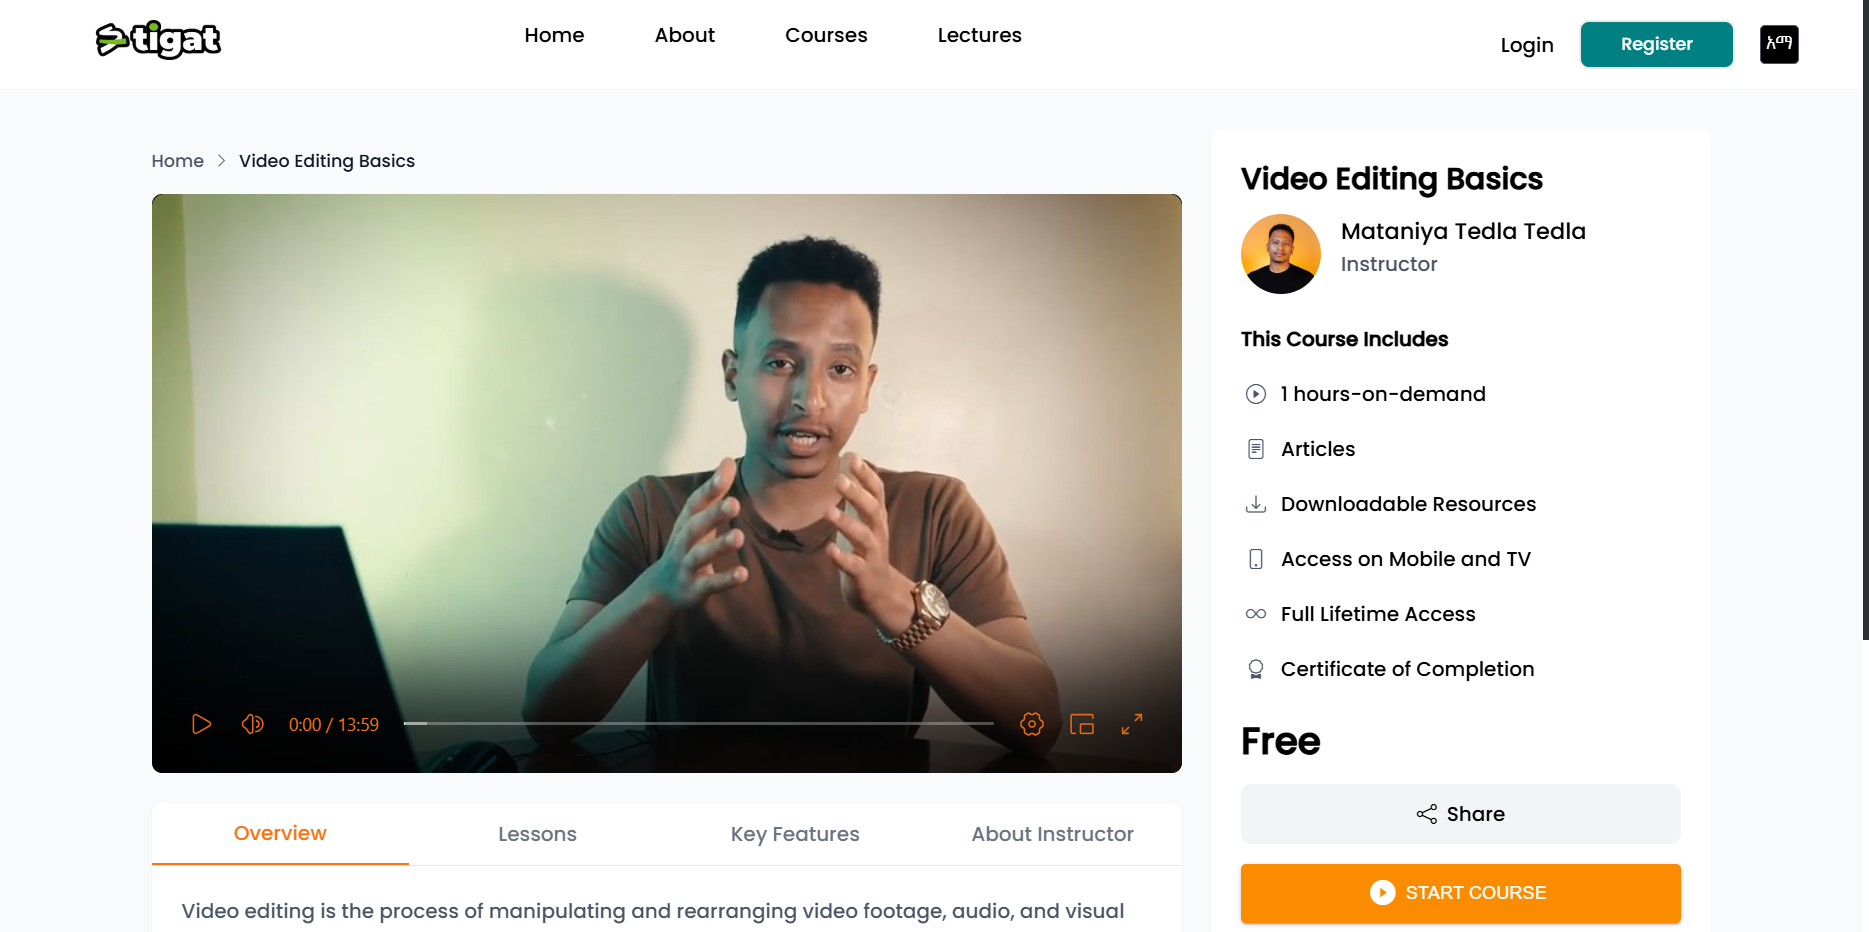 tigat
Home
About
Courses
Lectures
Login
Register
አማ
Home > Video Editing Basics
0:00 / 13:59
Overview
Lessons
Key Features
About Instructor
Video editing is the process of manipulating and rearranging video footage, audio, and visual
Video Editing Basics
Mataniya Tedla Tedla
Instructor
This Course Includes
1 hours-on-demand
Articles
Downloadable Resources
Access on Mobile and TV
Full Lifetime Access
Certificate of Completion
Free
Share
START COURSE